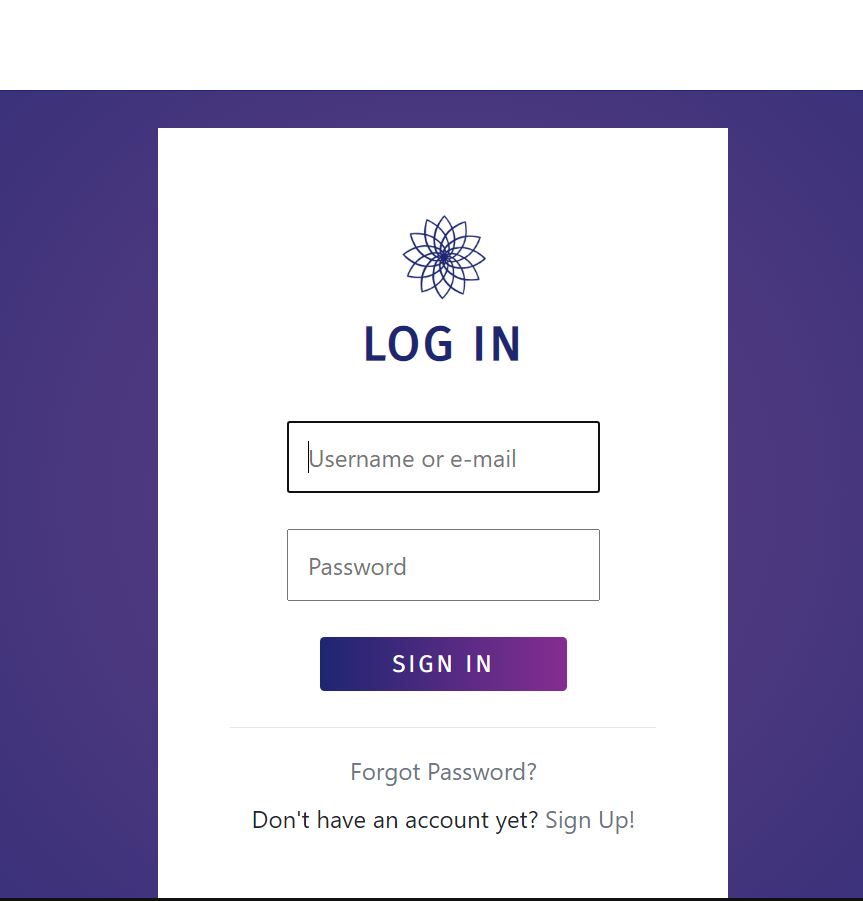 LOG IN
Username or e-mail
Password
SIGN IN
Forgot Password?
Don't have an account yet? Sign Up!